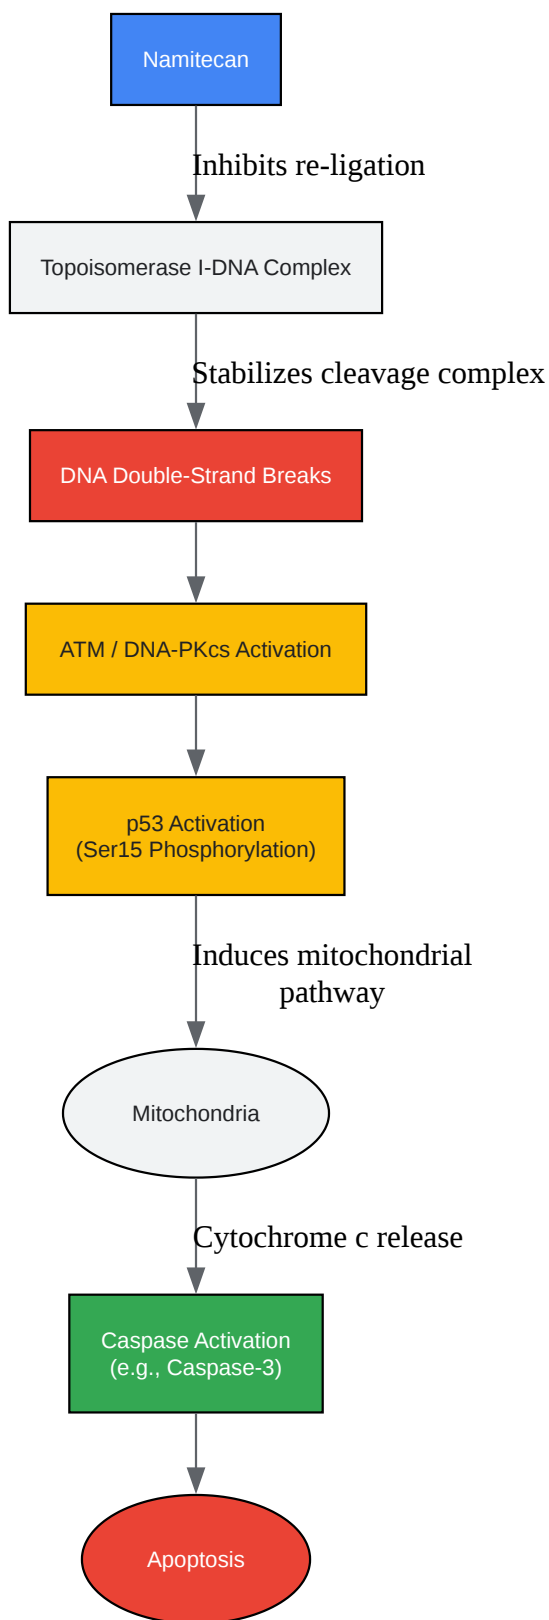 Namitecan
Inhibits re-ligation
Topoisomerase I-DNA Complex
Stabilizes cleavage complex
DNA Double-Strand Breaks
ATM / DNA-PKcs Activation
p53 Activation
(Ser15 Phosphorylation)
Induces mitochondrial
pathway
Mitochondria
Cytochrome c release
Caspase Activation
(e.g., Caspase-3)
Apoptosis